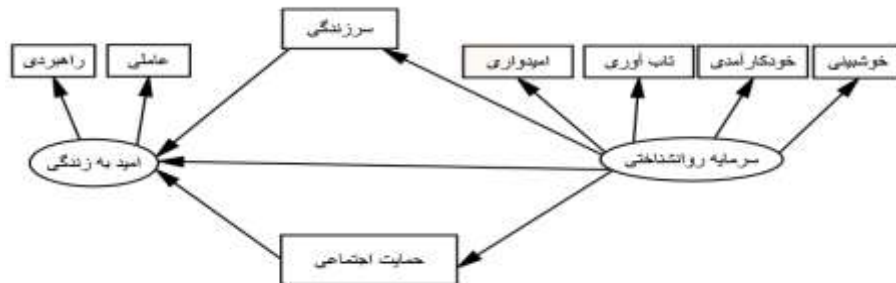 سرزندگی
خوشبینی
خودکارآمدی
تاب آوری
امیدواری
عاملی
راهبردی
سرمایه روانشناختی
امید به زندگی
حمایت اجتماعی